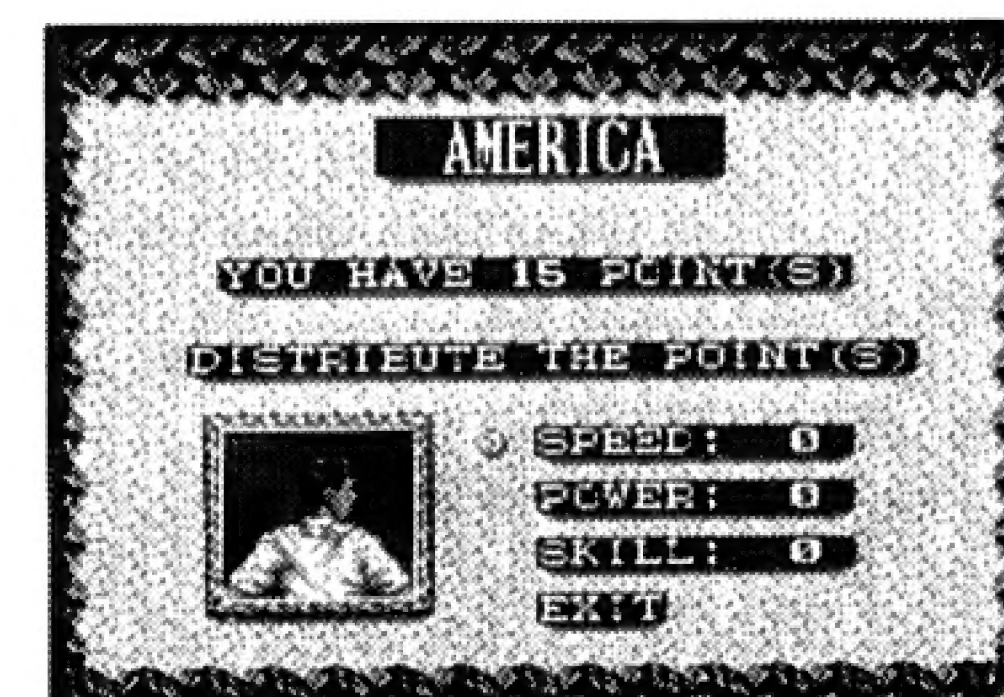 AMERICA
YOU HAVE 15 POINT(S)
DISTRIBUTE THE POINT(S)
SPEED: 0
POWER: 0
SKILL: 0
EXIT